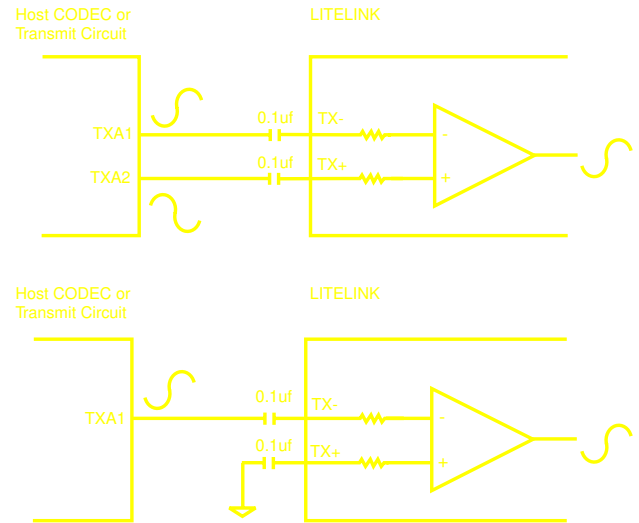 Host CODEC or
Transmit Circuit
LITELINK
0.1uf
TX-
TXA1
-
0.1uf
TX+
TXA2
+
Host CODEC or
Transmit Circuit
LITELINK
0.1uf
TX-
TXA1
-
0.1uf
TX+
+